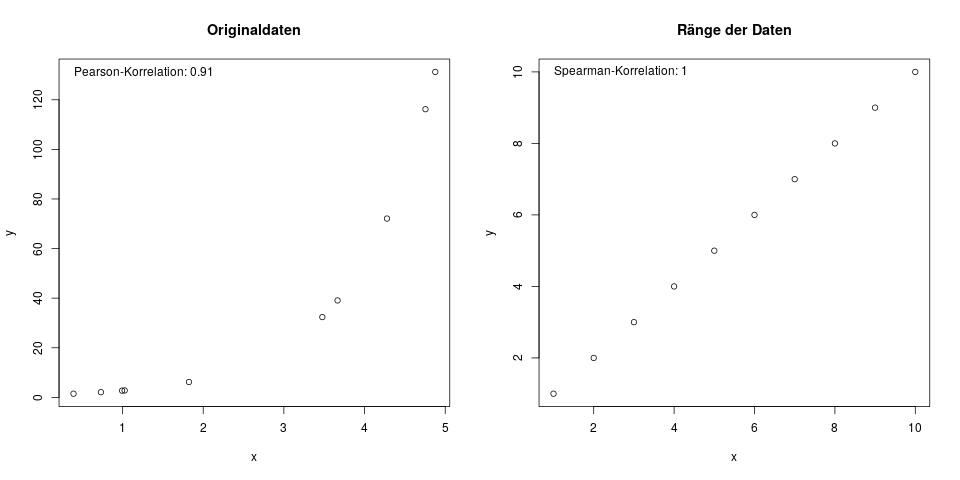 Originaldaten
Pearson-Korrelation: 0.91
y
0 20 40 60 80 100 120
1 2 3 4 5
x
Ränge der Daten
Spearman-Korrelation: 1
y
2 4 6 8 10
2 4 6 8 10
x